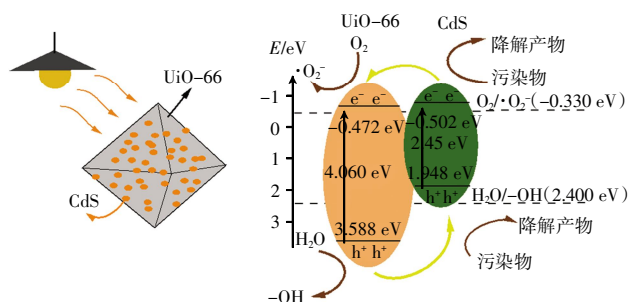 UiO-66
CdS
UiO-66
CdS
E/eV
O₂
降解产物
·O₂⁻
污染物
-1
0
1
2
3
e⁻ e⁻
e⁻ e⁻
O₂/·O₂⁻(-0.330 eV)
-0.472 eV
-0.502 eV
2.45 eV
4.060 eV
1.948 eV
h⁺h⁺
H₂O/-OH(2.400 eV)
3.588 eV
H₂O
h⁺ h⁺
降解产物
污染物
-OH